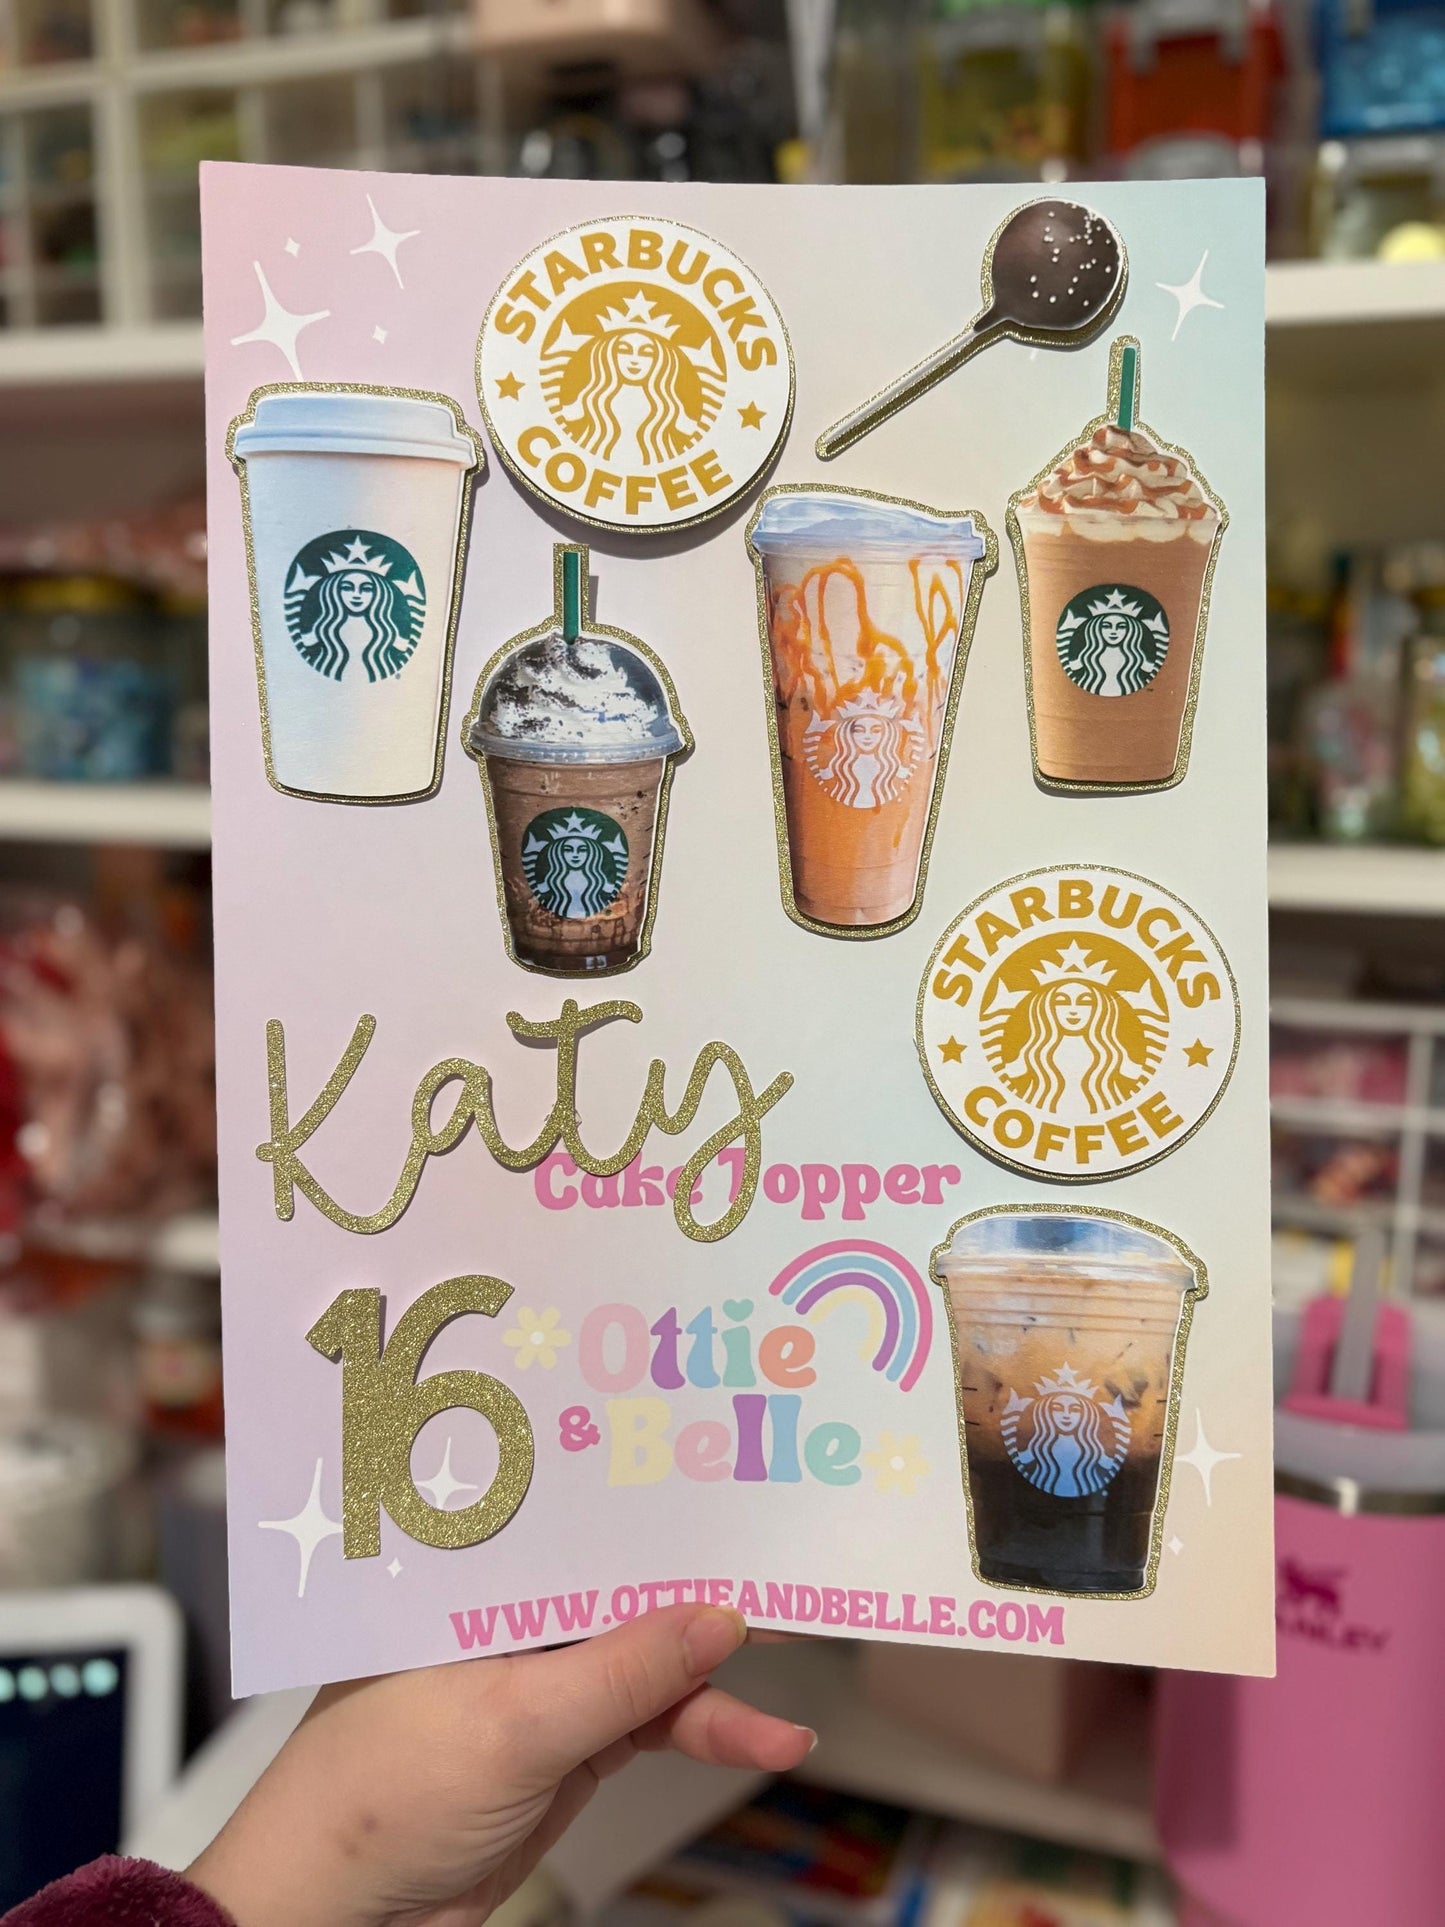 STARBUCKS
COFFEE
STARBUCKS
COFFEE
Katy
Cake Topper
16
Ottie
& Belle
WWW.OTTIEANDBELLE.COM